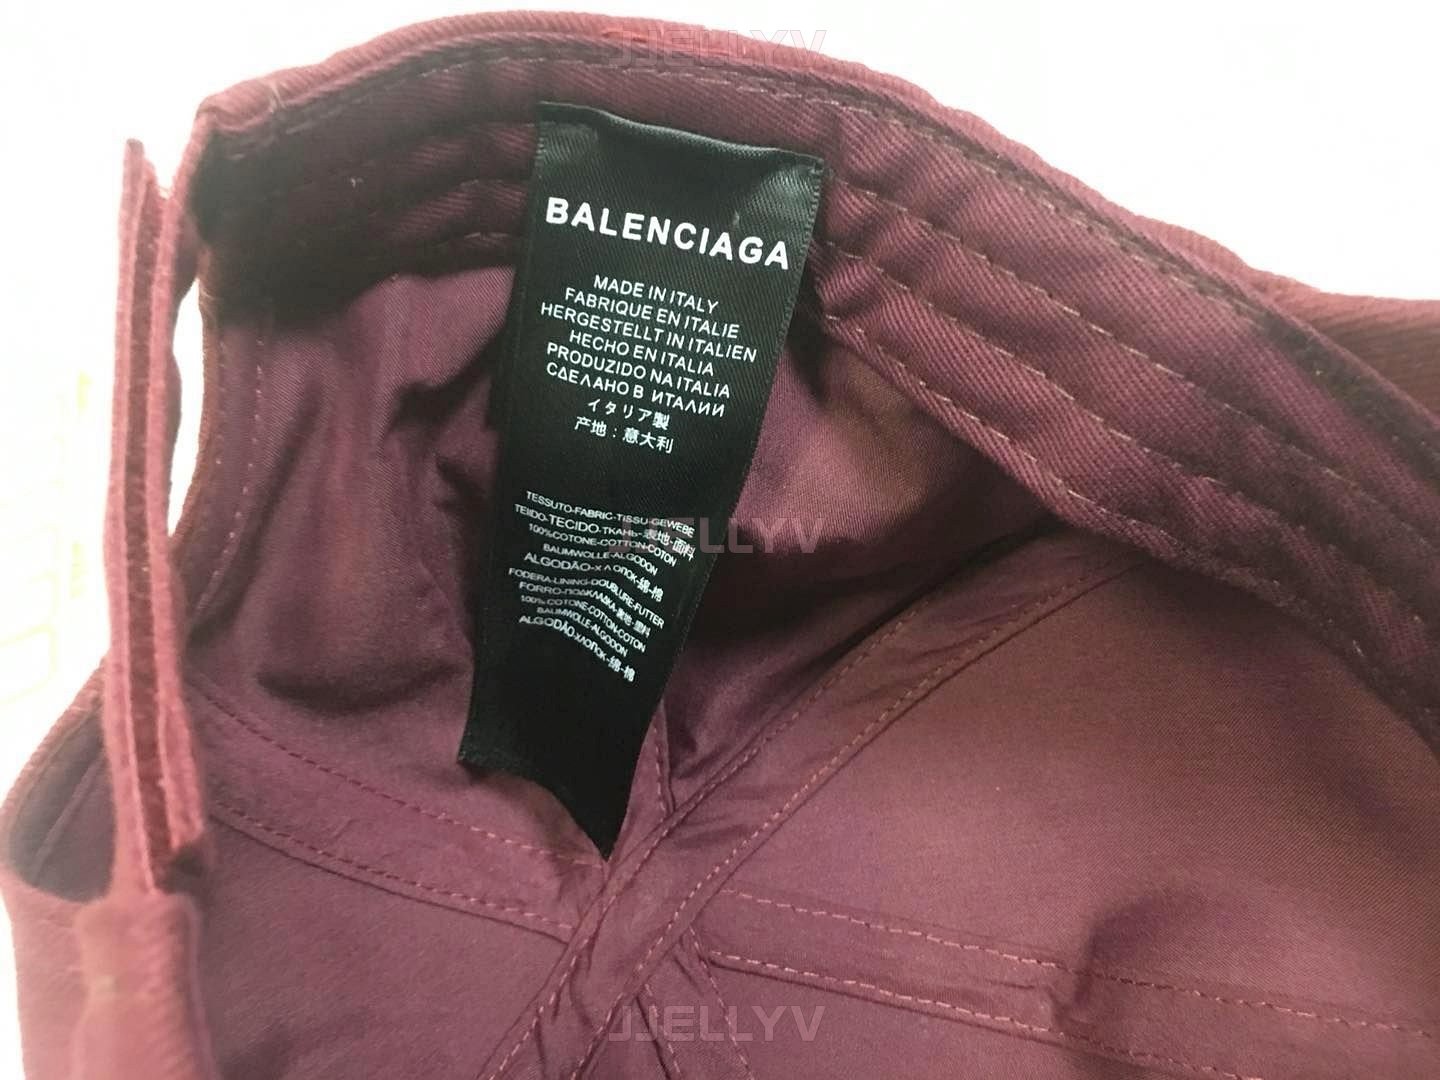 JJELLYV
BALENCIAGA
MADE IN ITALY
FABRIQUE EN ITALIE
HERGESTELLT IN ITALIEN
HECHO EN ITALIA
PRODUZIDO NA ITALIA
СДЕЛАНО В ИТАЛИИ
イタリア製
产地：意大利
TESSUTO-FABRIC-TISSU-GEWEBE
TEJIDO-TECIDO-ТКАНЬ-表地-面料
JJELLYV
100%COTONE-COTTON-COTON
BAUMWOLLE-ALGODON
ALGODÃO-ХЛОПОК-綿-棉
FODERA-LINING-DOUBLURE-FUTTER
FORRO-ПОДКЛАДКА-裏地-里料
100% COTONE-COTTON-COTON
BAUMWOLLE-ALGODON
ALGODÃO-ХЛОПОК-綿-棉
JJELLYV